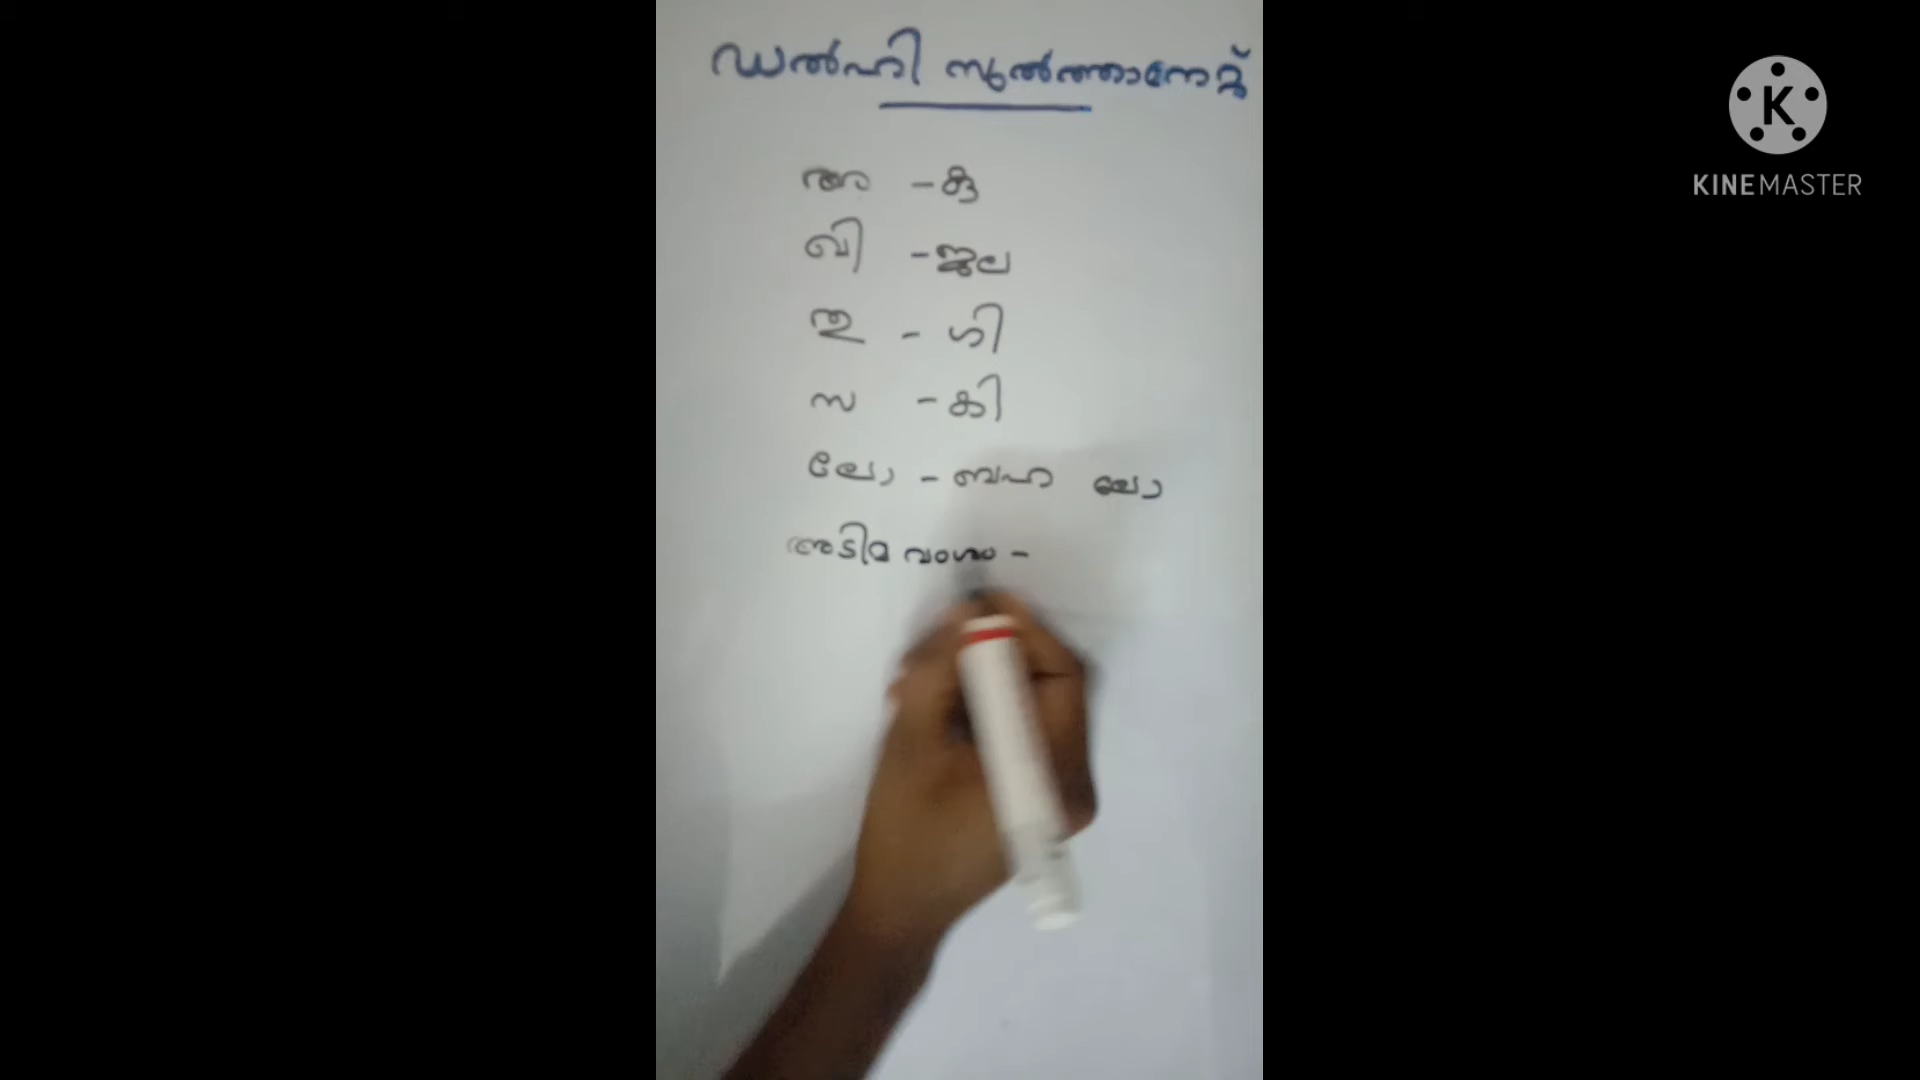 ഡൽഹി സുൽത്താനേറ്റ്
അ - കു
ഖി - ജല
തു - ഗി
സ - കി
ലോ - ബഹ ലോ
അടിമ വംശം -
K
KINEMASTER